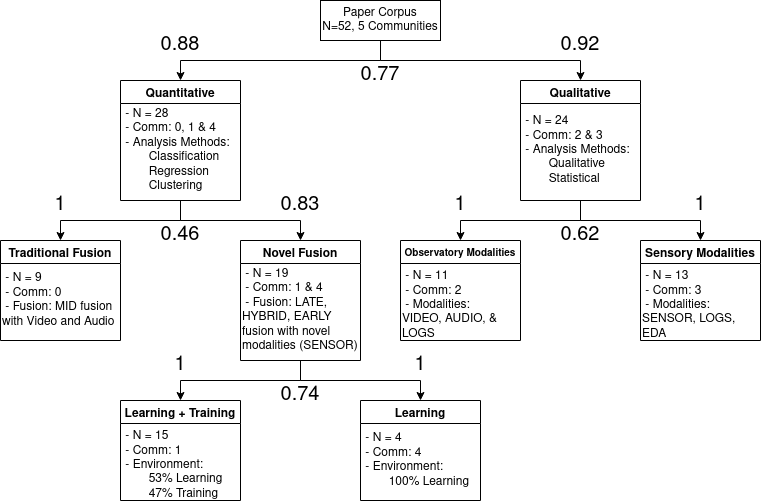 Paper Corpus
N=52, 5 Communities
0.88
0.92
0.77
Quantitative
- N = 28
- Comm: 0, 1 & 4
- Analysis Methods:
Classification
Regression
Clustering
Qualitative
- N = 24
- Comm: 2 & 3
- Analysis Methods:
Qualitative
Statistical
1
0.83
0.46
1
1
0.62
Traditional Fusion
- N = 9
- Comm: 0
- Fusion: MID fusion
with Video and Audio
Novel Fusion
- N = 19
- Comm: 1 & 4
- Fusion: LATE,
HYBRID, EARLY
fusion with novel
modalities (SENSOR)
Observatory Modalities
- N = 11
- Comm: 2
- Modalities:
VIDEO, AUDIO, &
LOGS
Sensory Modalities
- N = 13
- Comm: 3
- Modalities:
SENSOR, LOGS,
EDA
1
1
0.74
Learning + Training
- N = 15
- Comm: 1
- Environment:
53% Learning
47% Training
Learning
- N = 4
- Comm: 4
- Environment:
100% Learning